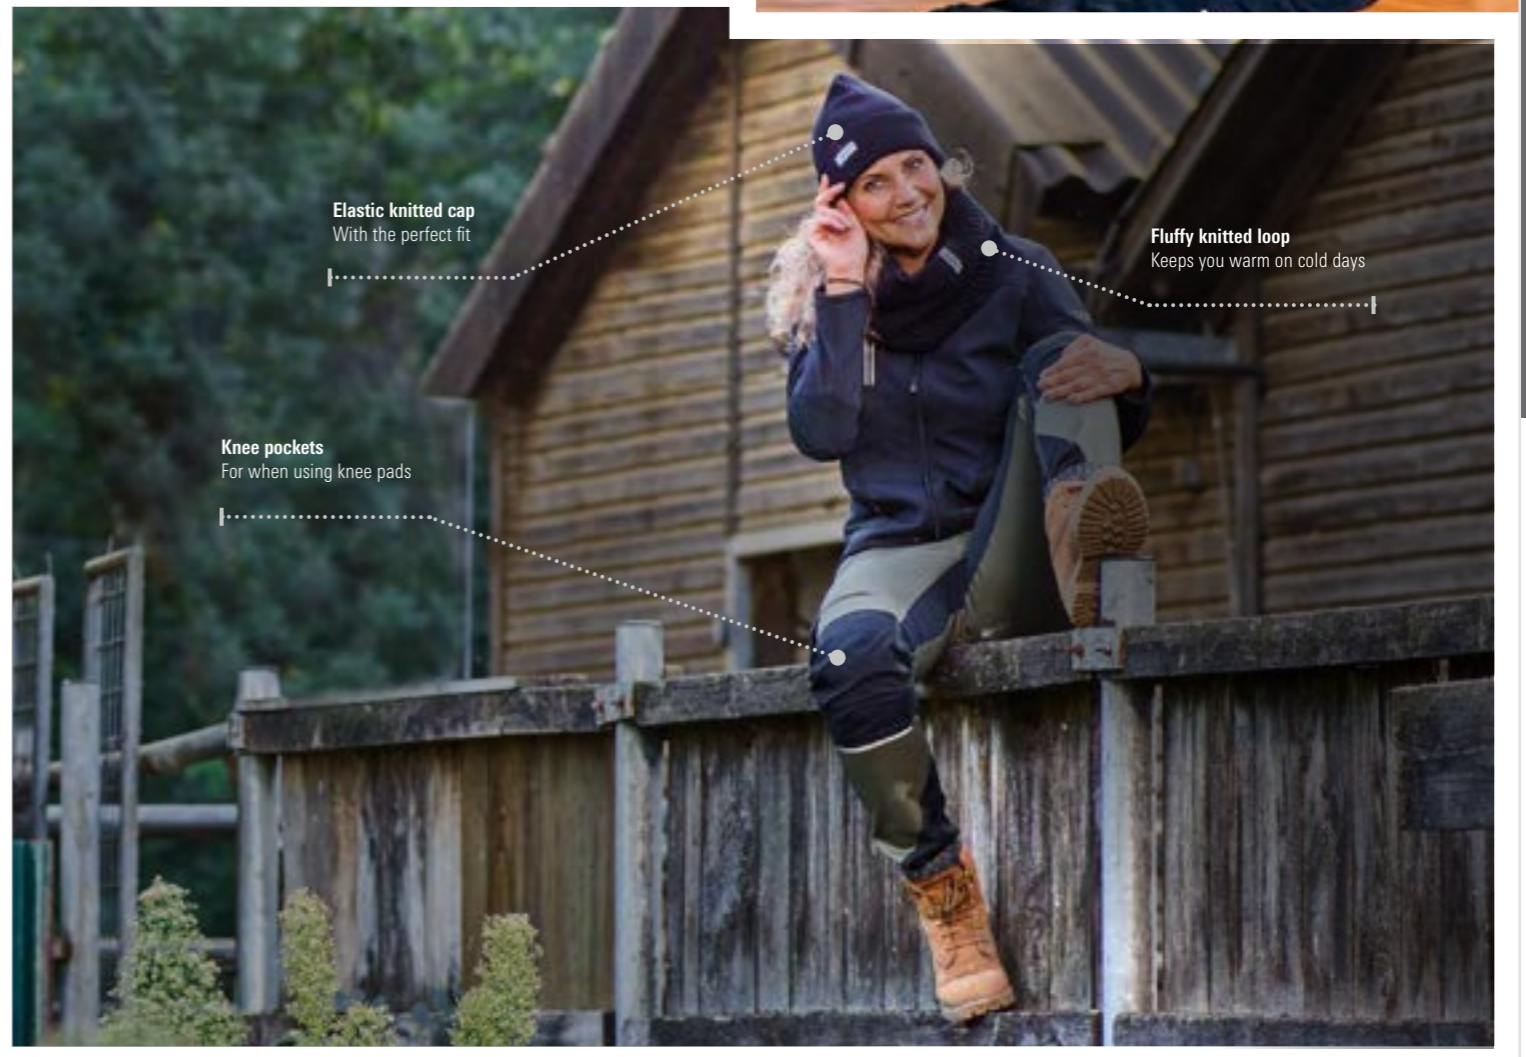 Elastic knitted cap
With the perfect fit
Fluffy knitted loop
Keeps you warm on cold days
Knee pockets
For when using knee pads